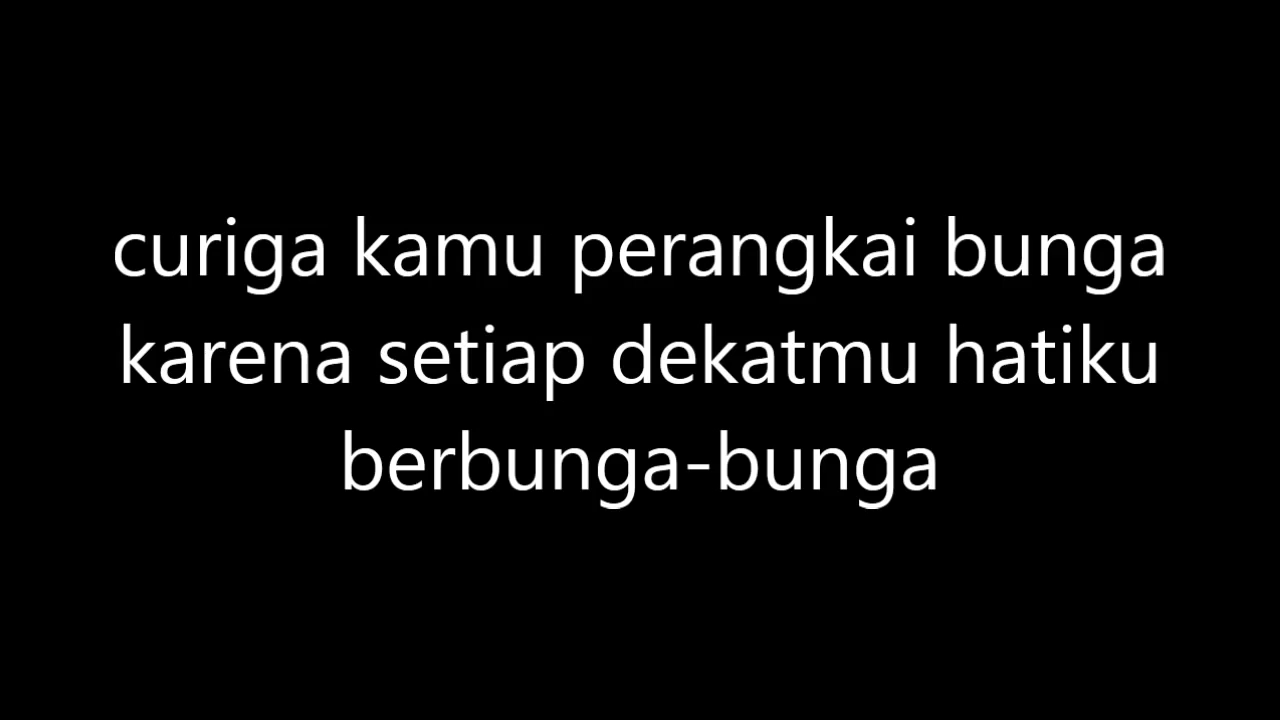 curiga kamu perangkai bunga
karena setiap dekatmu hatiku
berbunga-bunga